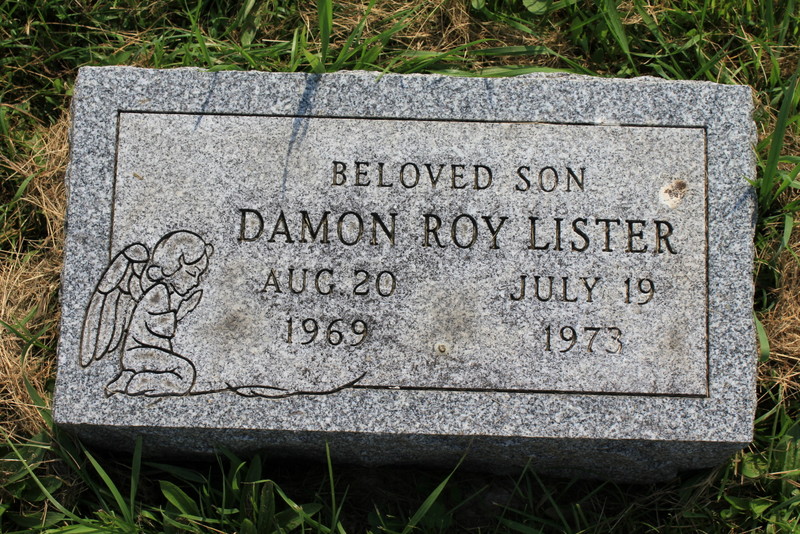 BELOVED SON
DAMON ROY LISTER
AUG 20 JULY 19
1969 1973